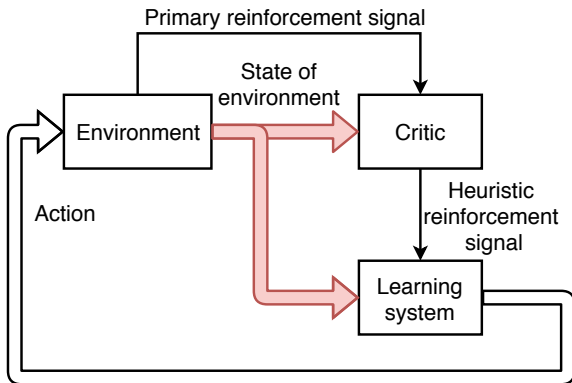 Primary reinforcement signal
State of
environment
Environment
Critic
Action
Heuristic
reinforcement
signal
Learning
system